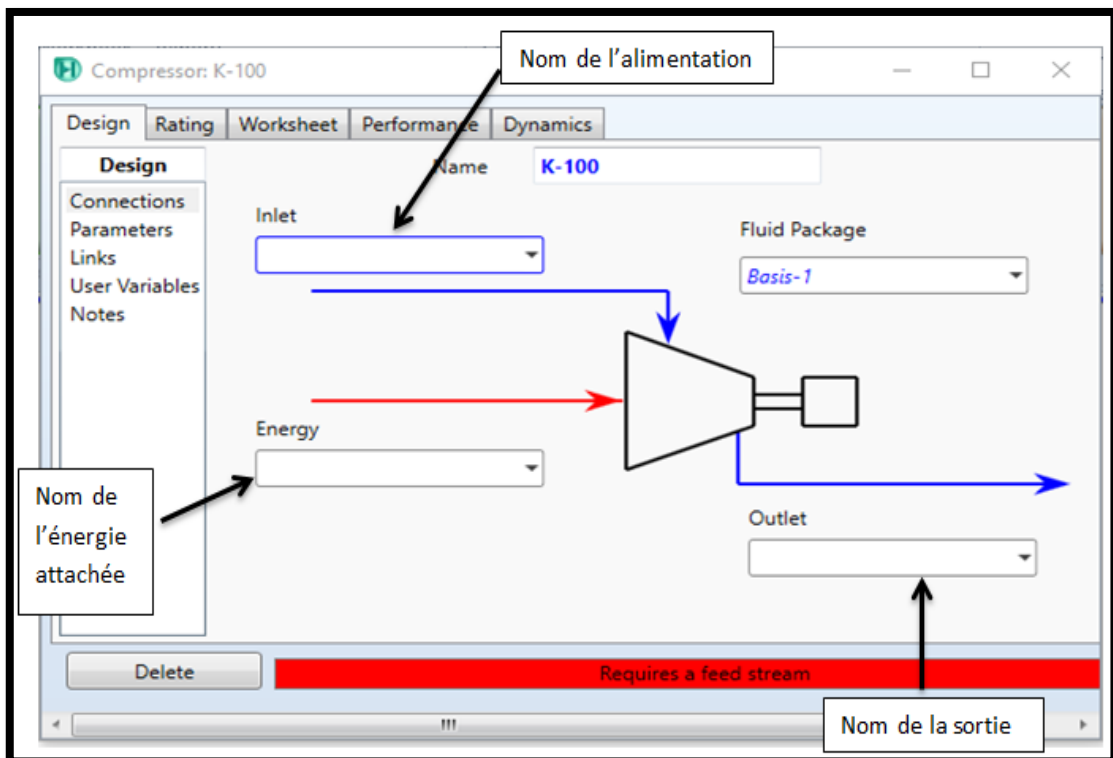 Nom de l'alimentation
Compressor: K-100
Design Rating Worksheet Performance Dynamics
Design
Name K-100
Connections
Parameters
Links
User Variables
Notes
Inlet
Fluid Package
Basis-1
Energy
Nom de
l'énergie
attachée
Outlet
Delete
Requires a feed stream
Nom de la sortie